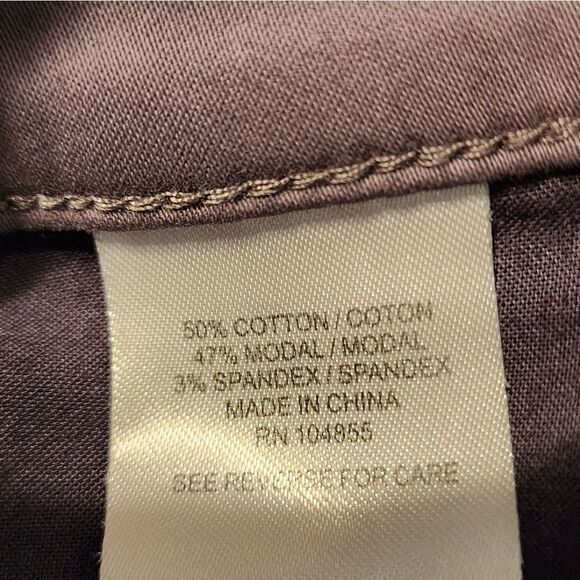 50% COTTON / COTON
47% MODAL / MODAL
3% SPANDEX / SPANDEX
MADE IN CHINA
RN 104855
SEE REVERSE FOR CARE